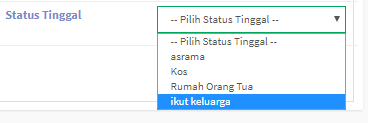 Status Tinggal
-- Pilih Status Tinggal --
-- Pilih Status Tinggal --
asrama
Kos
Rumah Orang Tua
ikut keluarga